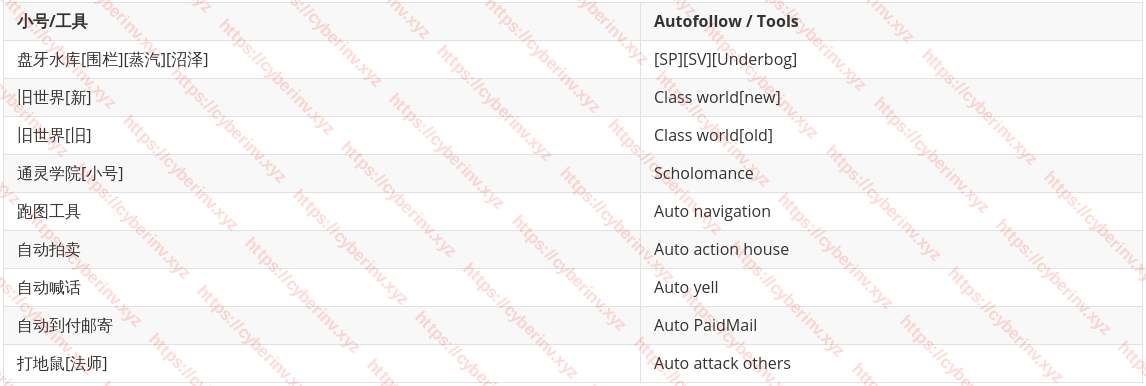 小号/工具 Autofollow / Tools
盘牙水库[围栏][蒸汽][沼泽] [SP][SV][Underbog]
旧世界[新] Class world[new]
旧世界[旧] Class world[old]
通灵学院[小号] Scholomance
跑图工具 Auto navigation
自动拍卖 Auto action house
自动喊话 Auto yell
自动到付邮寄 Auto PaidMail
打地鼠[法师] Auto attack others
https://cyberinv.xyz